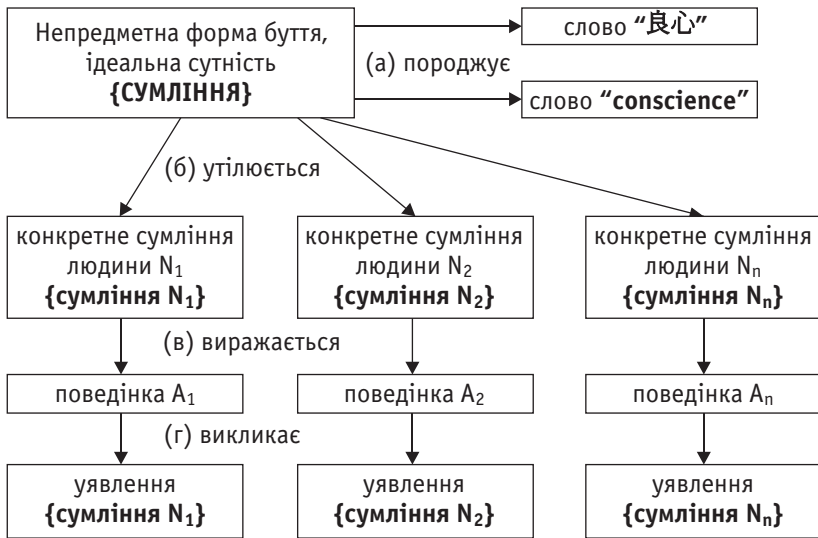 Непредметна форма буття,
ідеальна сутність
{СУМЛІННЯ}
(а) породжує
слово “良心”
слово “conscience”
(б) утілюється
конкретне сумління
людини N₁
{сумління N₁}
конкретне сумління
людини N₂
{сумління N₂}
конкретне сумління
людини Nₙ
{сумління Nₙ}
(в) виражається
поведінка A₁
поведінка A₂
поведінка Aₙ
(г) викликає
уявлення
{сумління N₁}
уявлення
{сумління N₂}
уявлення
{сумління Nₙ}